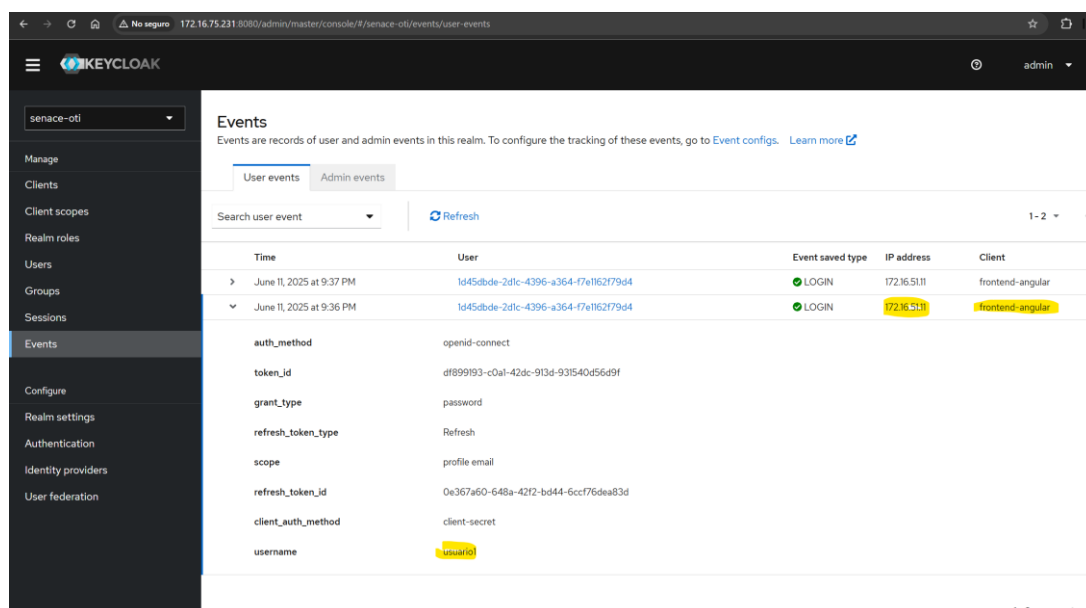 No seguro 172.16.75.231:8080/admin/master/console/#/senace-oti/events/user-events
KEYCLOAK
admin
senace-oti
Manage
Clients
Client scopes
Realm roles
Users
Groups
Sessions
Events
Configure
Realm settings
Authentication
Identity providers
User federation
Events
Events are records of user and admin events in this realm. To configure the tracking of these events, go to Event configs. Learn more
User events Admin events
Search user event Refresh 1 - 2
Time User Event saved type IP address Client
June 11, 2025 at 9:37 PM 1d45dbde-2d1c-4396-a364-f7e1162f79d4 LOGIN 172.16.51.11 frontend-angular
June 11, 2025 at 9:36 PM 1d45dbde-2d1c-4396-a364-f7e1162f79d4 LOGIN 172.16.51.11 frontend-angular
auth_method openid-connect
token_id df899193-c0a1-42dc-913d-931540d56d9f
grant_type password
refresh_token_type Refresh
scope profile email
refresh_token_id 0e367a60-648a-42f2-bd44-6ccf76dea83d
client_auth_method client-secret
username usuario1